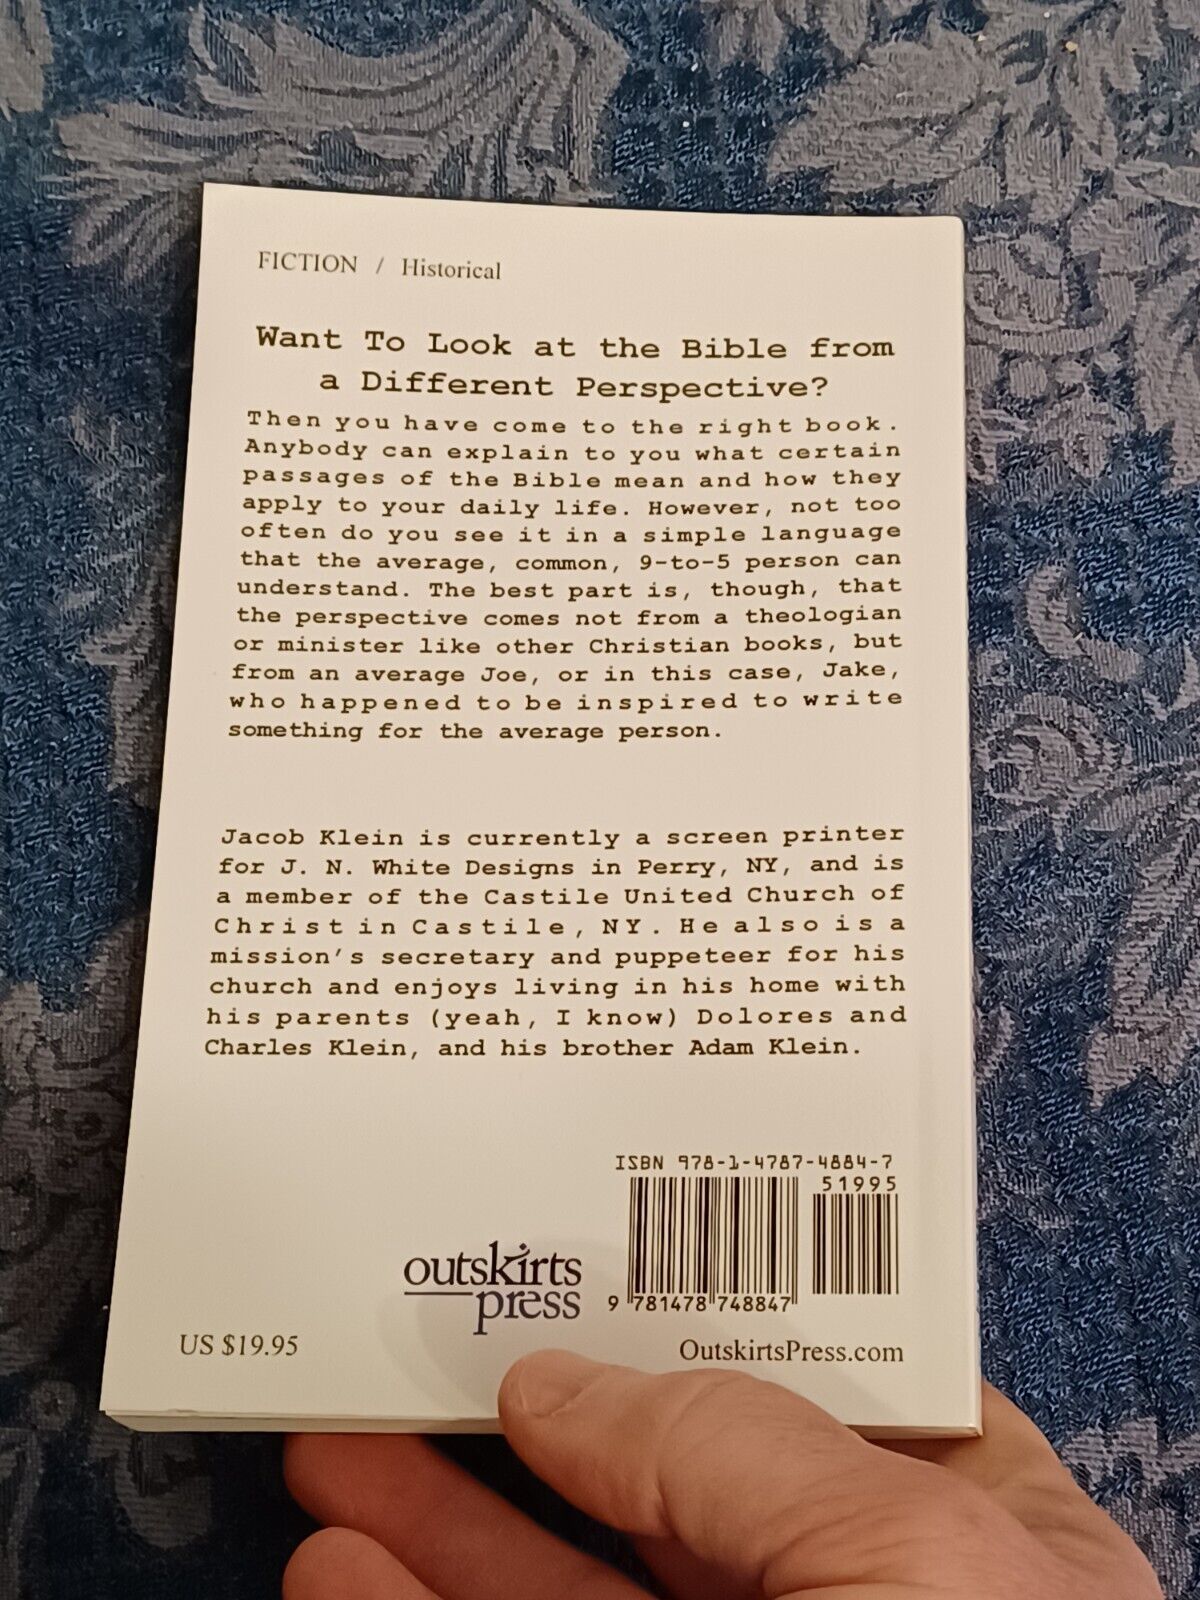 FICTION / Historical
Want To Look at the Bible from
a Different Perspective?
Then you have come to the right book.
Anybody can explain to you what certain
passages of the Bible mean and how they
apply to your daily life. However, not too
often do you see it in a simple language
that the average, common, 9-to-5 person can
understand. The best part is, though, that
the perspective comes not from a theologian
or minister like other Christian books, but
from an average Joe, or in this case, Jake,
who happened to be inspired to write
something for the average person.
Jacob Klein is currently a screen printer
for J. N. White Designs in Perry, NY, and is
a member of the Castile United Church of
Christ in Castile, NY. He also is a
mission's secretary and puppeteer for his
church and enjoys living in his home with
his parents (yeah, I know) Dolores and
Charles Klein, and his brother Adam Klein.
ISBN 978-1-4787-4884-7
51995
9 781478 748847
outskirts
press
US $19.95
OutskirtsPress.com